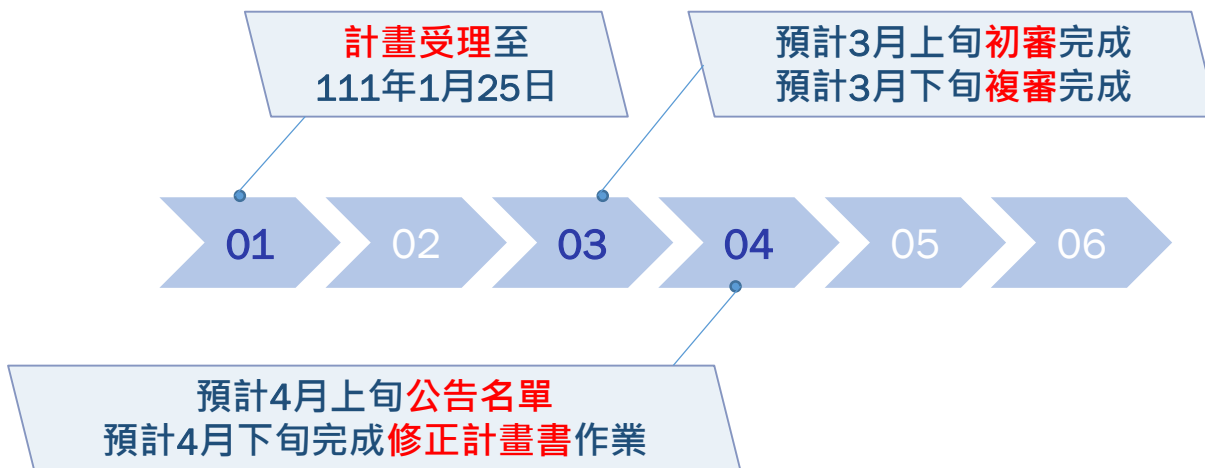 計畫受理至
111年1月25日
預計3月上旬初審完成
預計3月下旬複審完成
01
02
03
04
05
06
預計4月上旬公告名單
預計4月下旬完成修正計畫書作業